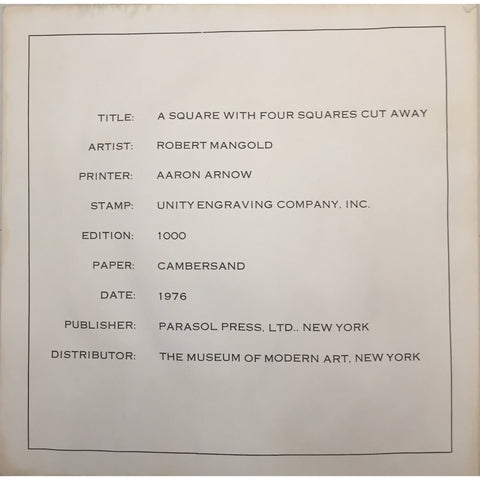 TITLE: A SQUARE WITH FOUR SQUARES CUT AWAY
ARTIST: ROBERT MANGOLD
PRINTER: AARON ARNOW
STAMP: UNITY ENGRAVING COMPANY, INC.
EDITION: 1000
PAPER: CAMBERSAND
DATE: 1976
PUBLISHER: PARASOL PRESS, LTD., NEW YORK
DISTRIBUTOR: THE MUSEUM OF MODERN ART, NEW YORK